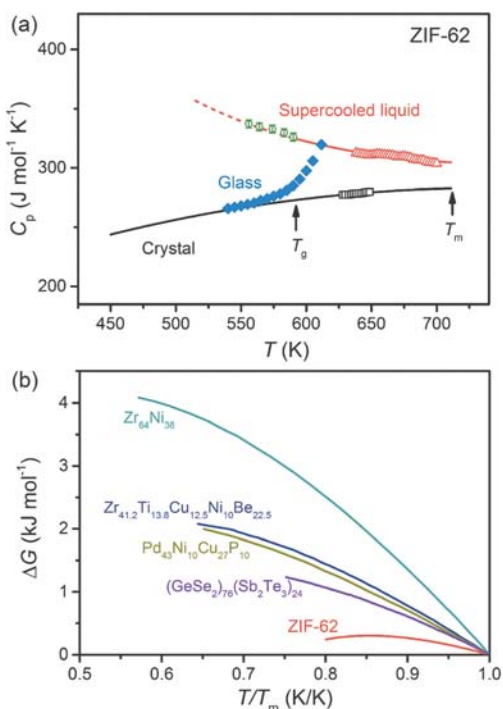 (a)
ZIF-62
400
300
200
Cp (J mol⁻¹ K⁻¹)
Supercooled liquid
Glass
Crystal
Tg
Tm
450 500 550 600 650 700
T (K)
(b)
4
3
2
1
0
ΔG (kJ mol⁻¹)
Zr₆₄Ni₃₆
Zr₄₁.₂Ti₁₃.₈Cu₁₂.₅Ni₁₀Be₂₂.₅
Pd₄₃Ni₁₀Cu₂₇P₁₀
(GeSe₂)₇₆(Sb₂Te₃)₂₄
ZIF-62
0.5 0.6 0.7 0.8 0.9 1.0
T/Tm (K/K)